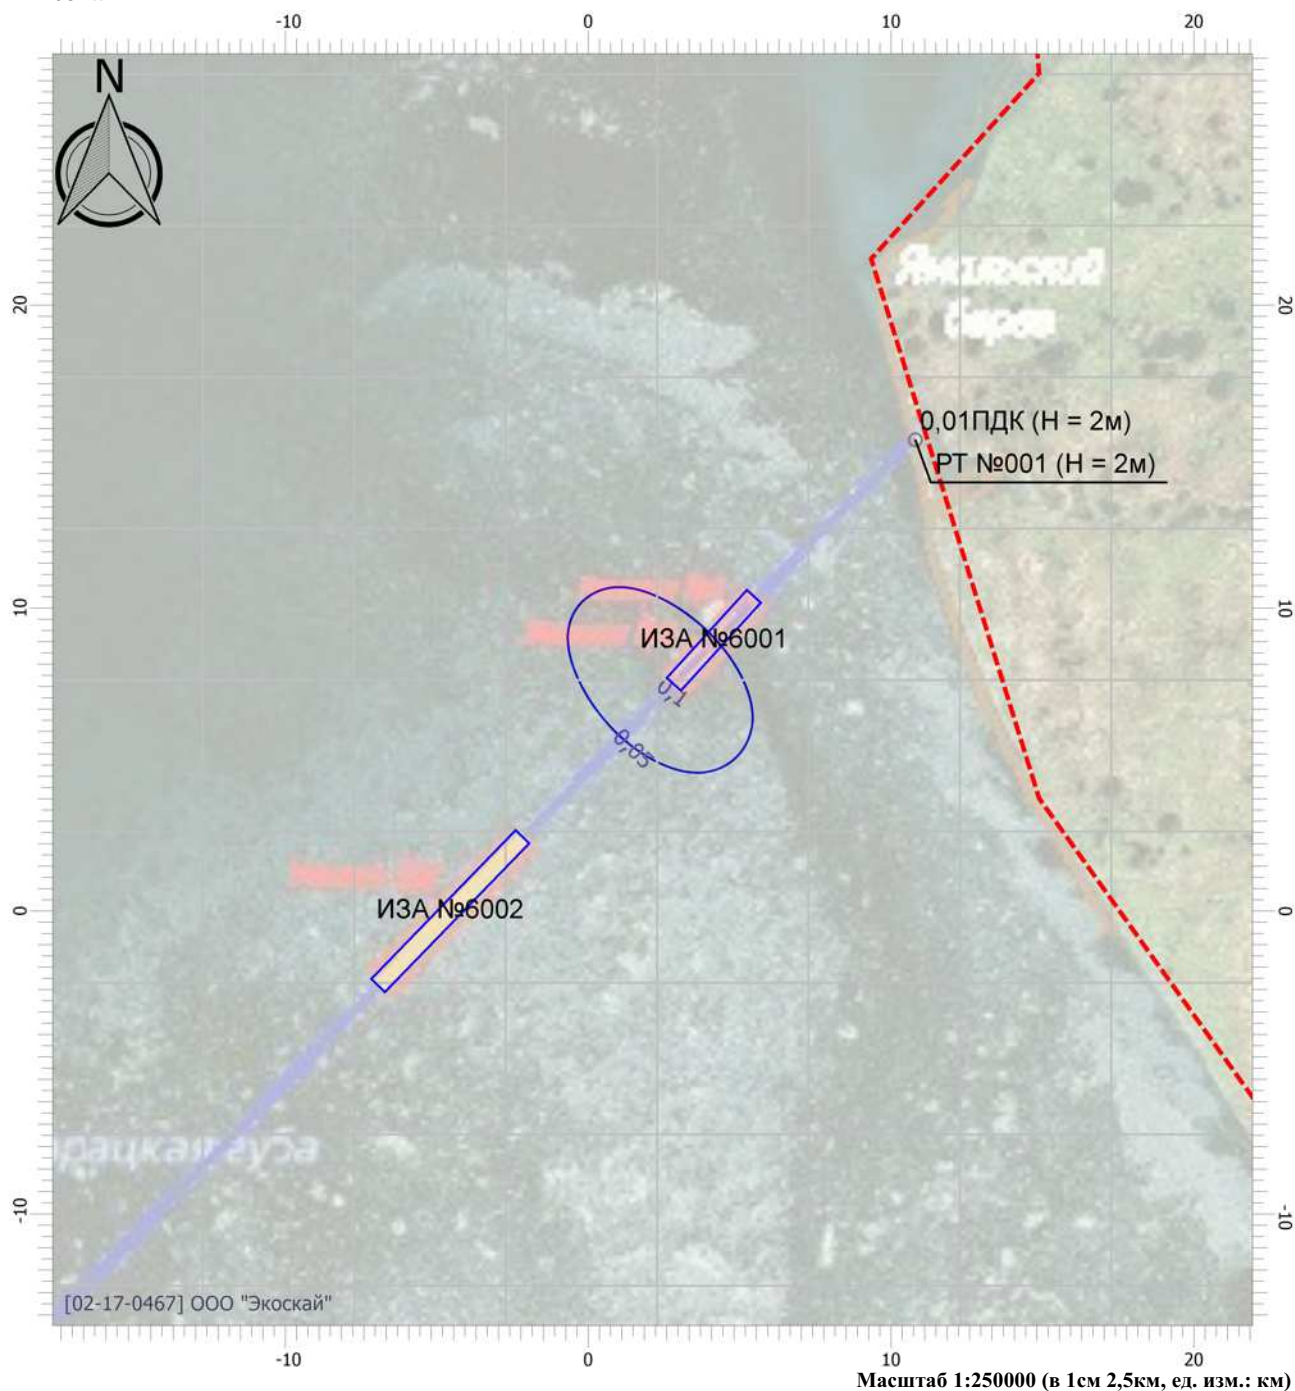 -10 0 10 20
N
20 20
Ямальский
район
0,01ПДК (Н = 2м)
РТ №001 (Н = 2м)
10 10
ИЗА №6001
0,1
0,05
0 0
ИЗА №6002
-10 -10
[02-17-0467] ООО "Экоскай"
-10 0 10 20
Масштаб 1:250000 (в 1см 2,5км, ед. изм.: км)